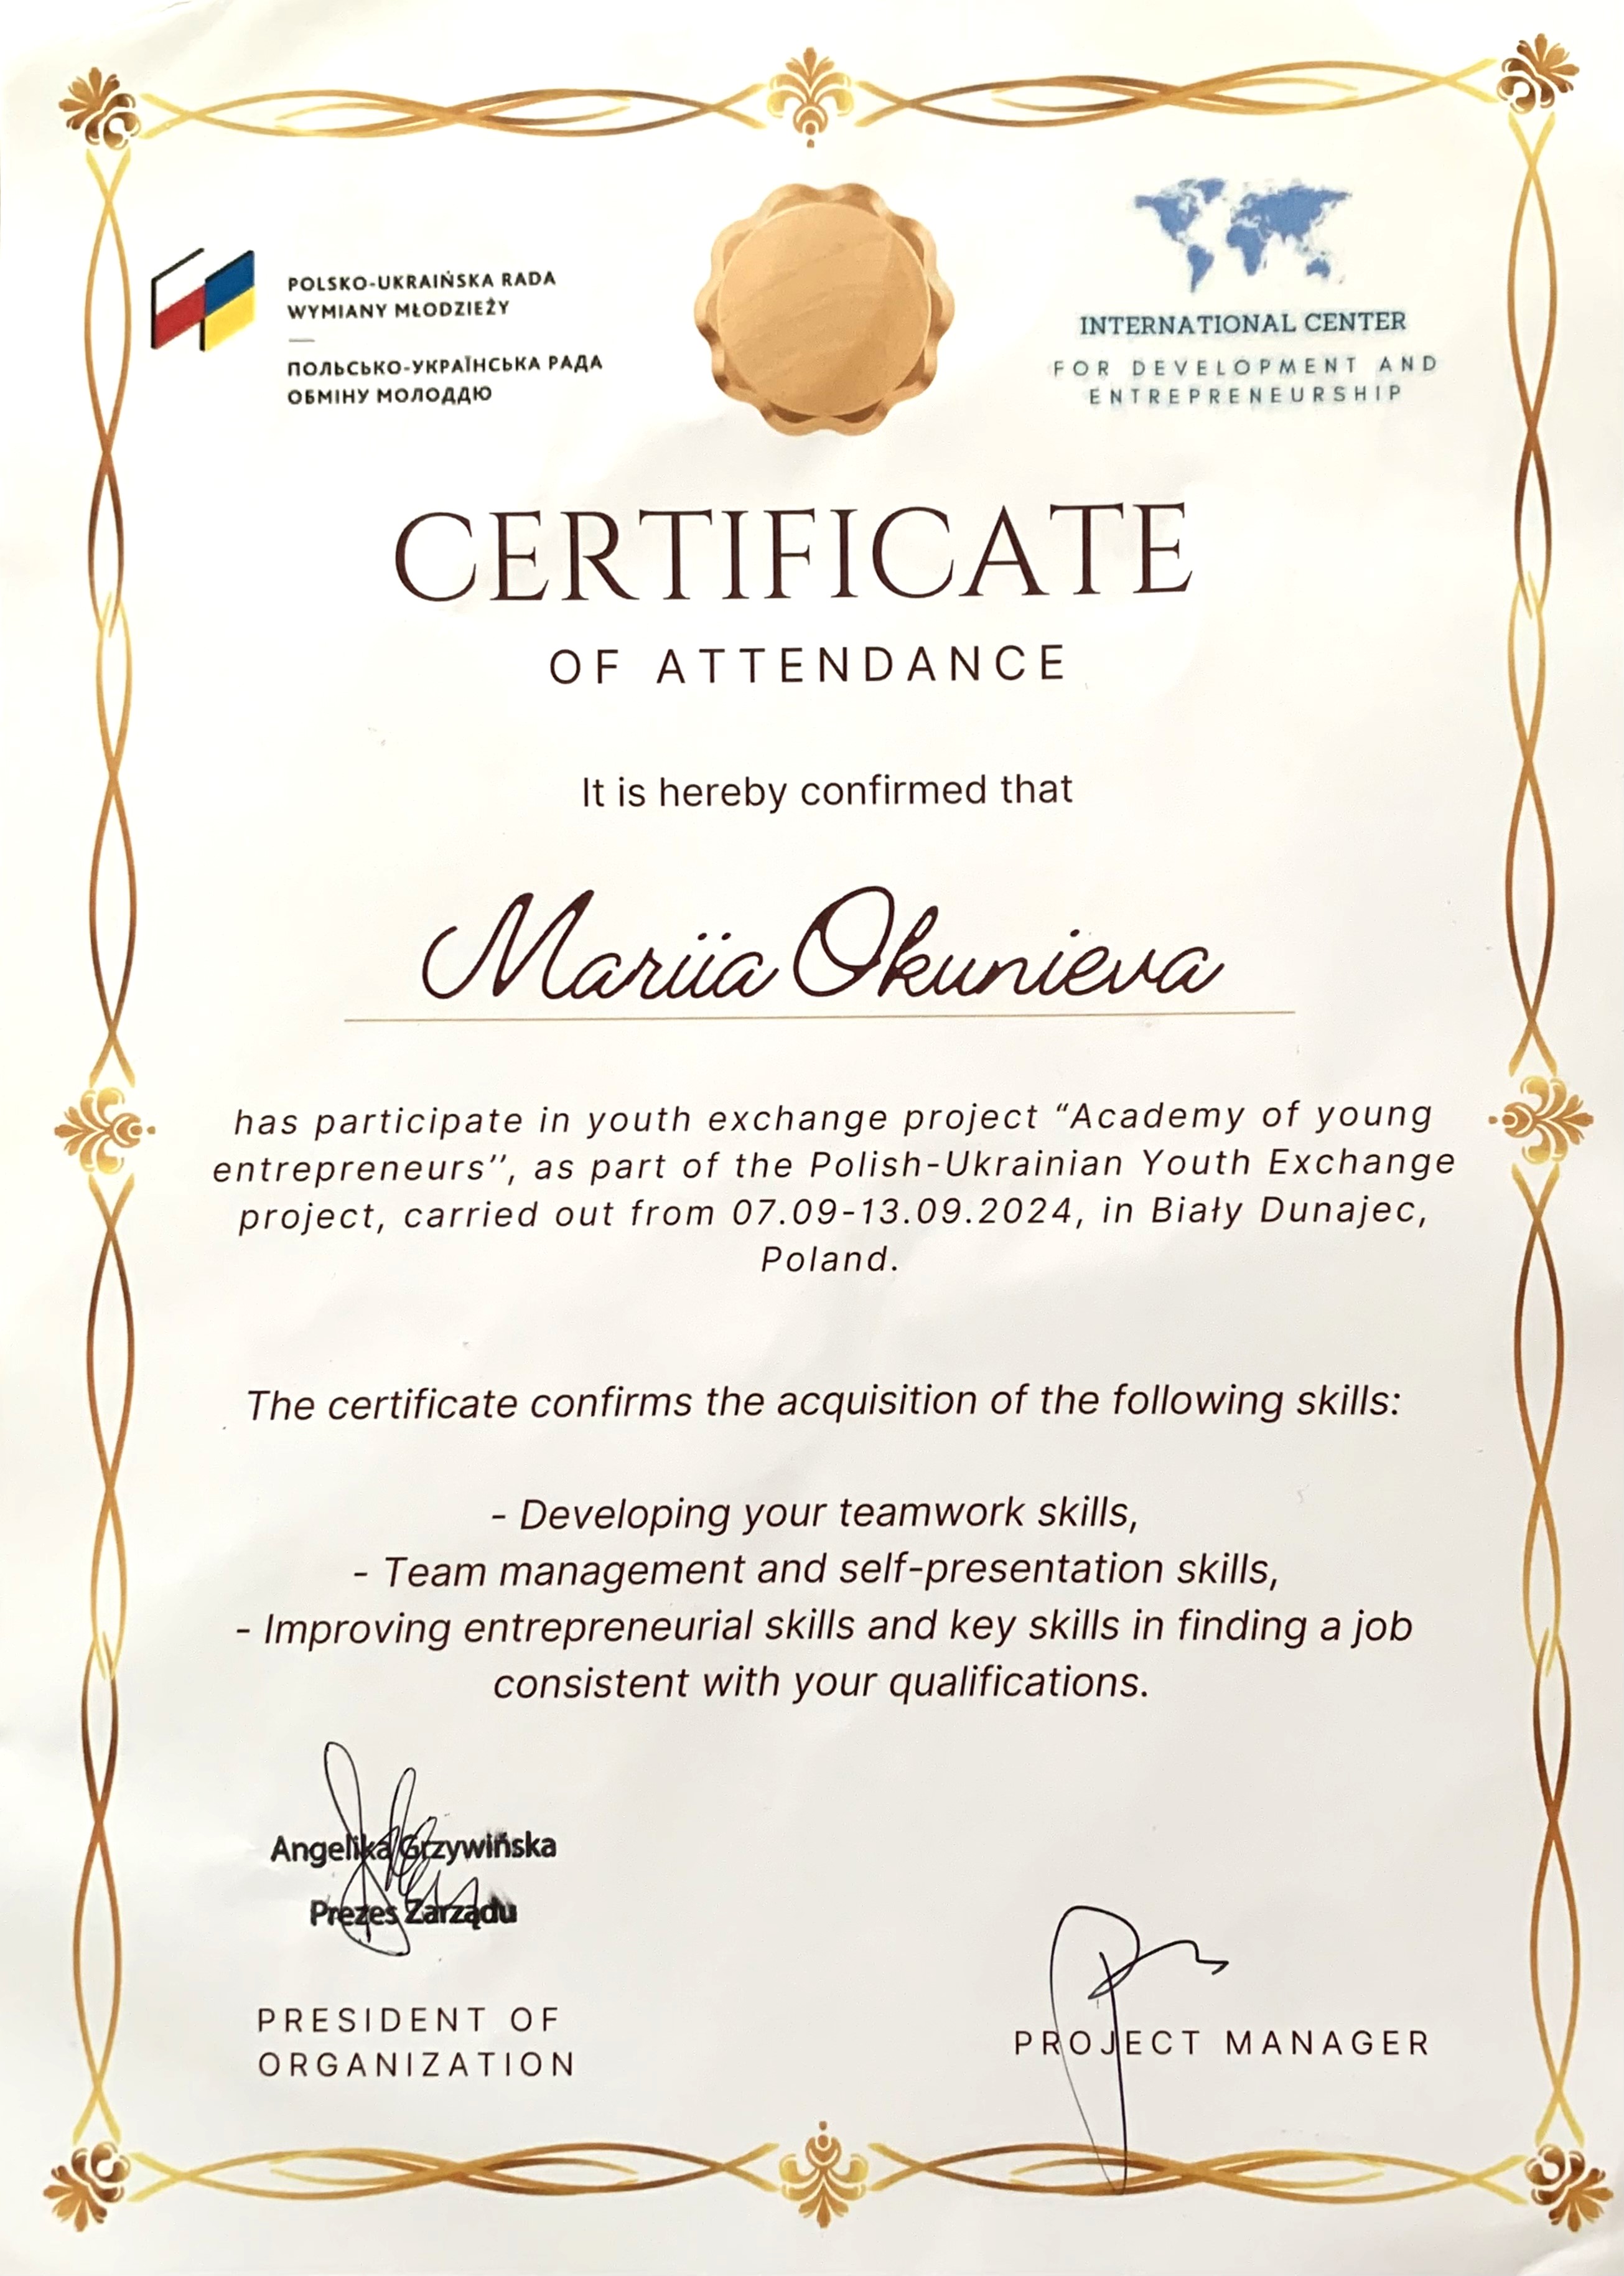 POLSKO-UKRAIŃSKA RADA
WYMIANY MŁODZIEŻY
ПОЛЬСЬКО-УКРАЇНСЬКА РАДА
ОБМІНУ МОЛОДДЮ
INTERNATIONAL CENTER
FOR DEVELOPMENT AND
ENTREPRENEURSHIP
CERTIFICATE
OF ATTENDANCE
It is hereby confirmed that
Mariia Okunieva
has participate in youth exchange project “Academy of young
entrepreneurs’’, as part of the Polish-Ukrainian Youth Exchange
project, carried out from 07.09-13.09.2024, in Biały Dunajec,
Poland.
The certificate confirms the acquisition of the following skills:
- Developing your teamwork skills,
- Team management and self-presentation skills,
- Improving entrepreneurial skills and key skills in finding a job
consistent with your qualifications.
Angelika Grzywińska
Prezes Zarządu
PRESIDENT OF
ORGANIZATION
PROJECT MANAGER